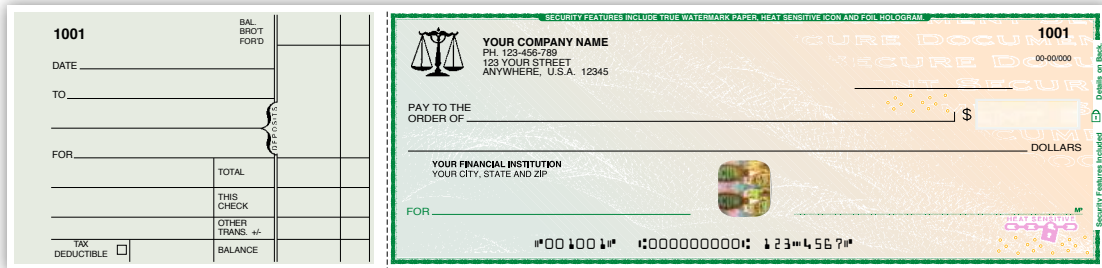 1001
BAL.
BRO'T
FOR'D
DATE
TO
DEPOSITS
FOR
TOTAL
THIS
CHECK
OTHER
TRANS. +/-
TAX
DEDUCTIBLE
BALANCE
SECURITY FEATURES INCLUDE TRUE WATERMARK PAPER, HEAT SENSITIVE ICON AND FOIL HOLOGRAM.
YOUR COMPANY NAME
PH. 123-456-789
123 YOUR STREET
ANYWHERE, U.S.A. 12345
1001
00-00/000
PAY TO THE
ORDER OF
$
DOLLARS
YOUR FINANCIAL INSTITUTION
YOUR CITY, STATE AND ZIP
FOR
MP
HEAT SENSITIVE
⑈001001⑈ ⑆000000000⑆ 123⑉4567⑈
Security Features Included Details on Back.